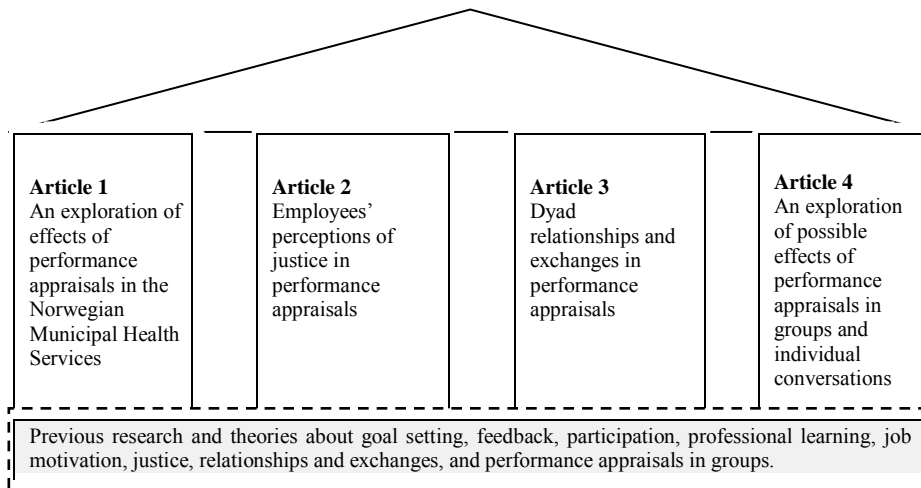 Article 1
An exploration of
effects of
performance
appraisals in the
Norwegian
Municipal Health
Services
Article 2
Employees’
perceptions of
justice in
performance
appraisals
Article 3
Dyad
relationships and
exchanges in
performance
appraisals
Article 4
An exploration
of possible
effects of
performance
appraisals in
groups and
individual
conversations
Previous research and theories about goal setting, feedback, participation, professional learning, job
motivation, justice, relationships and exchanges, and performance appraisals in groups.